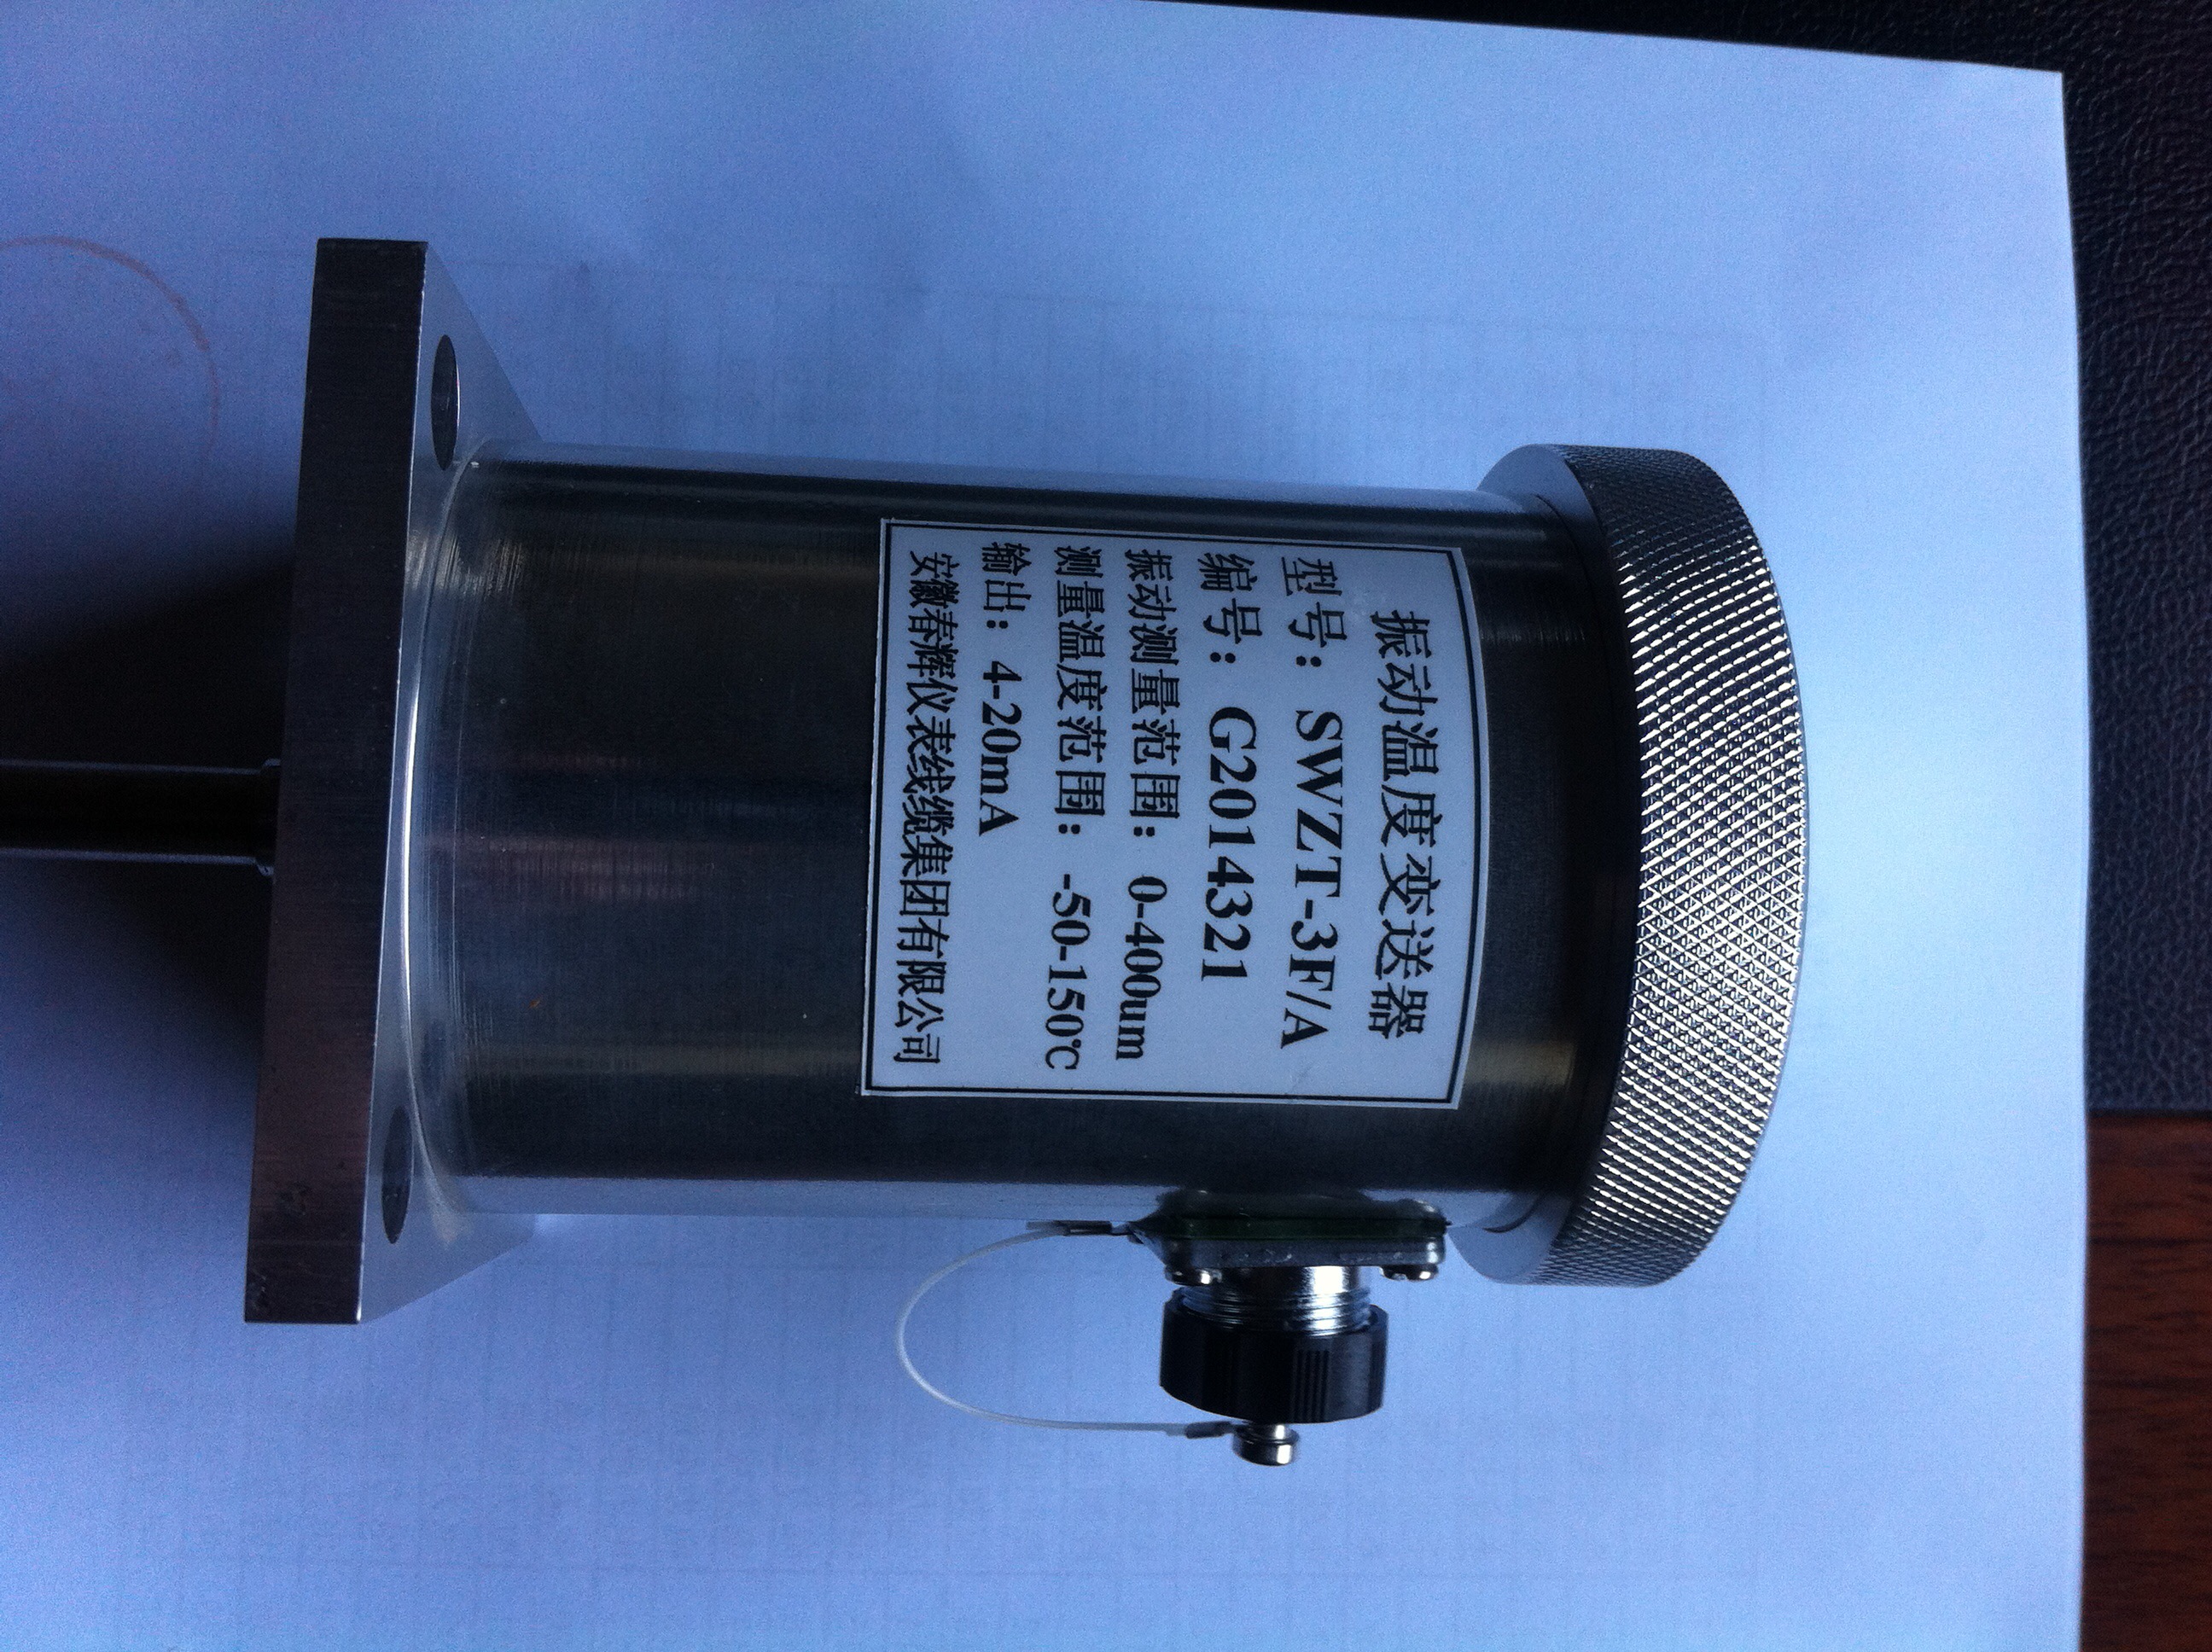 振动温度变送器
型号：SWZT-3F/A
编号：G2014321
振动测量范围：0-400um
测量温度范围：-50-150℃
输出：4-20mA
安徽春辉仪表线缆集团有限公司